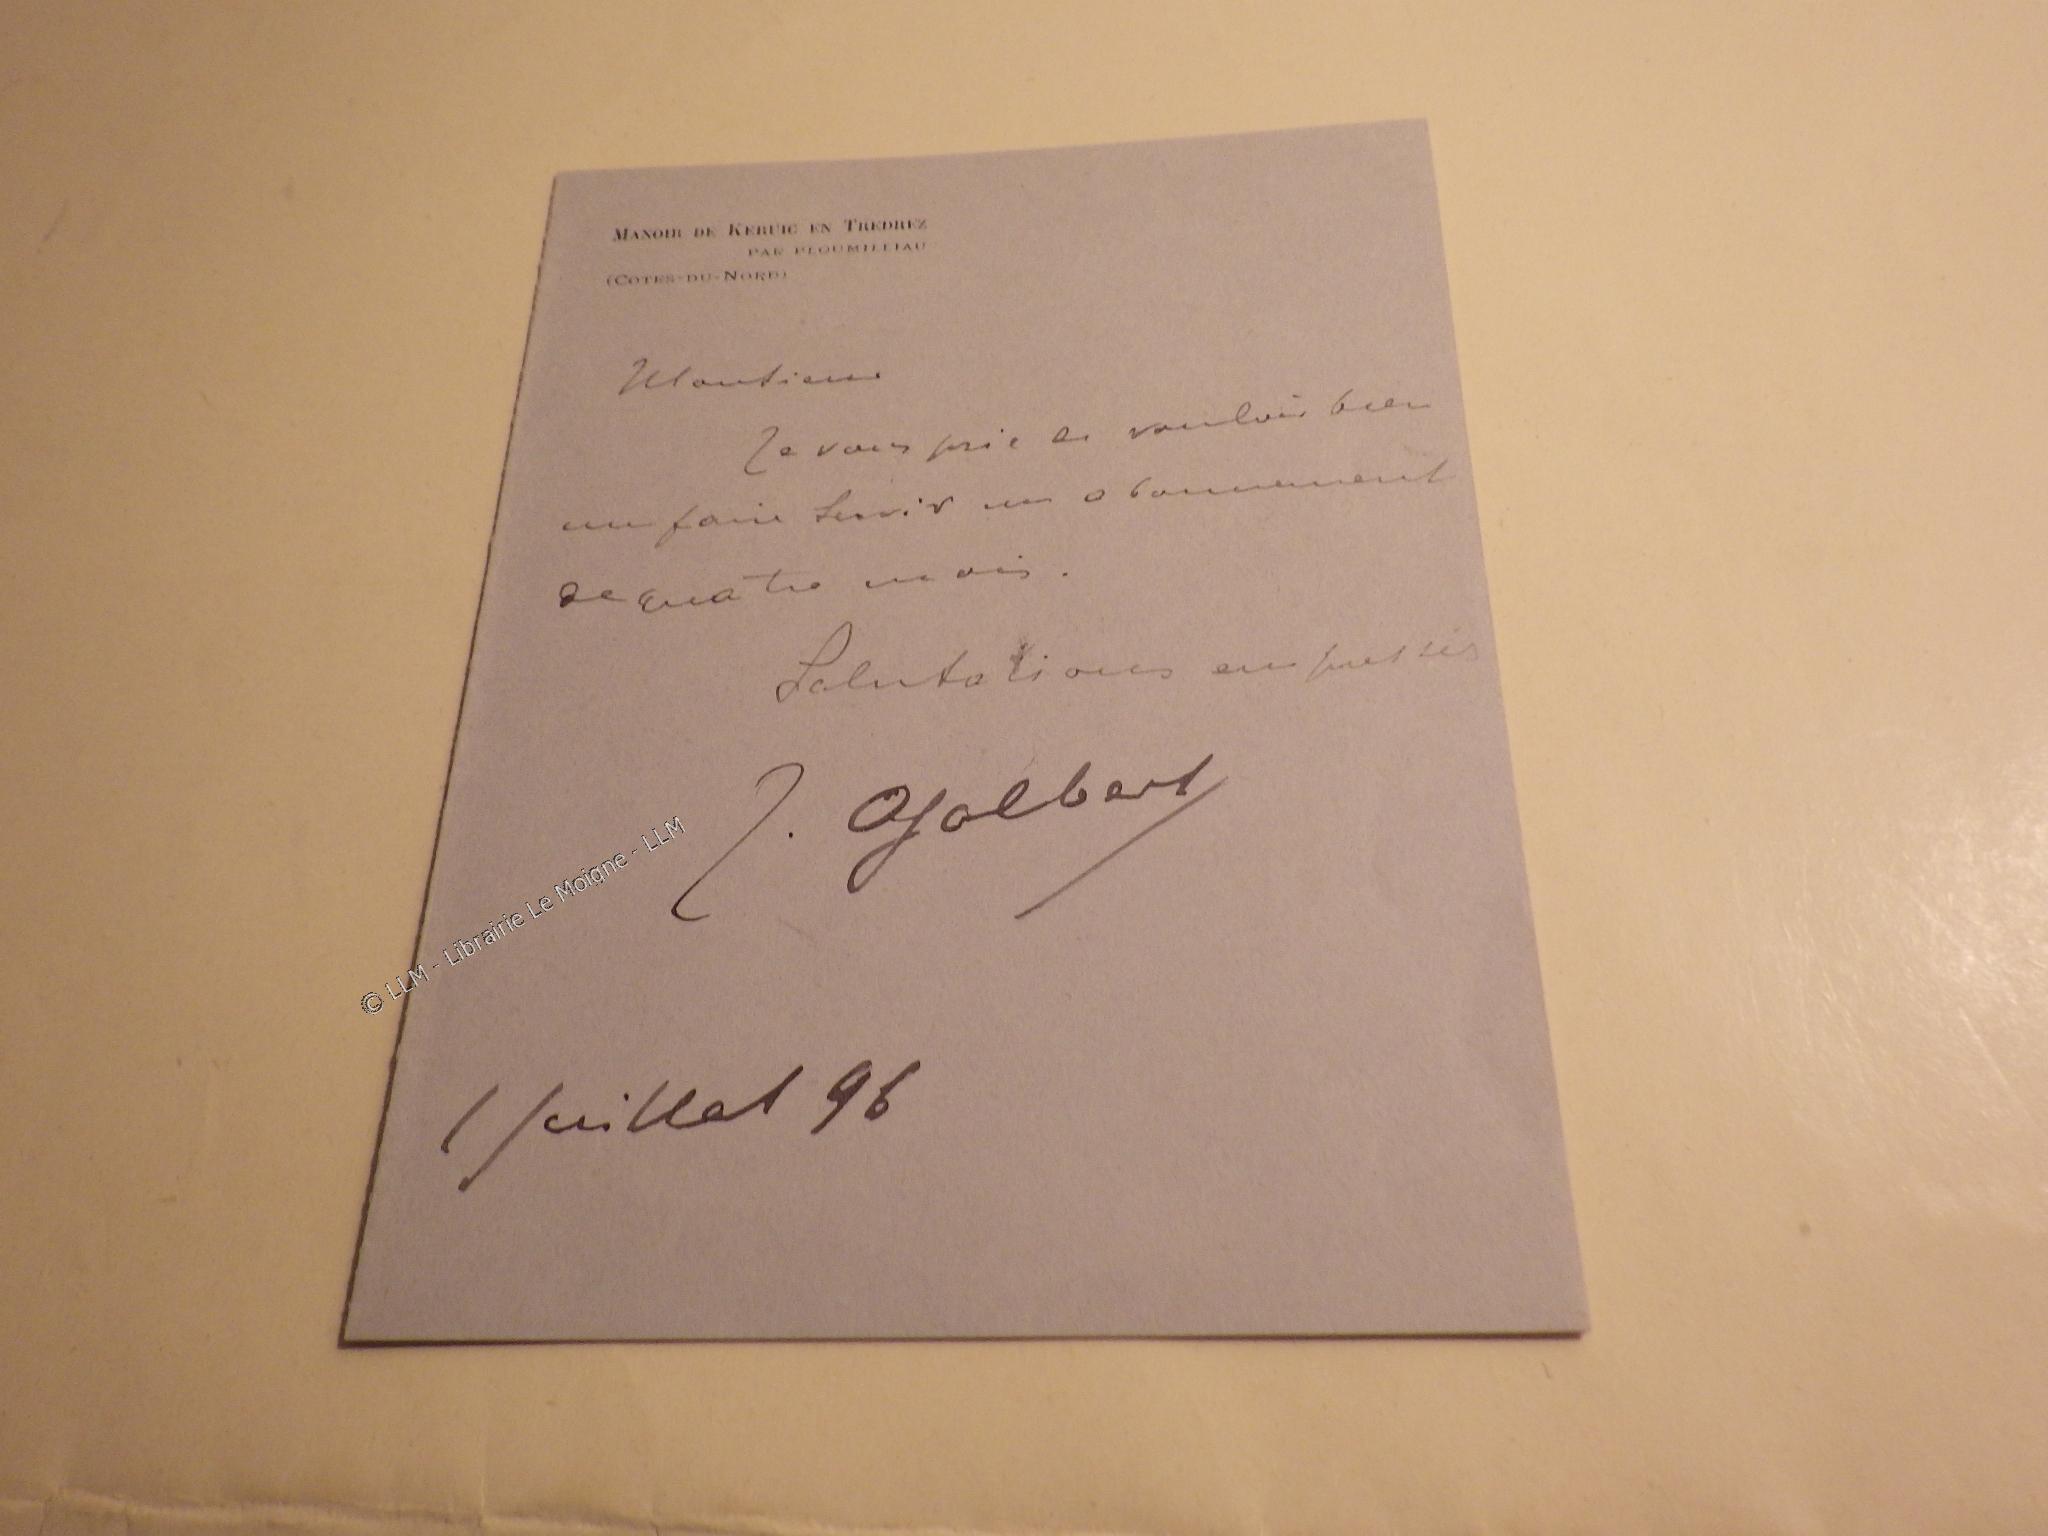 MANOIR DE KERUIC EN TREDREZ
PAR PLOUMILLIAU
(COTES-DU-NORD)
Monsieur
Je vous prie de vouloir bien
me faire servir un abonnement
de quatre mois.
Salutations empressées
J. Ajalbert
1 Juillet 96
© LLM - Librairie Le Moigne - LLM